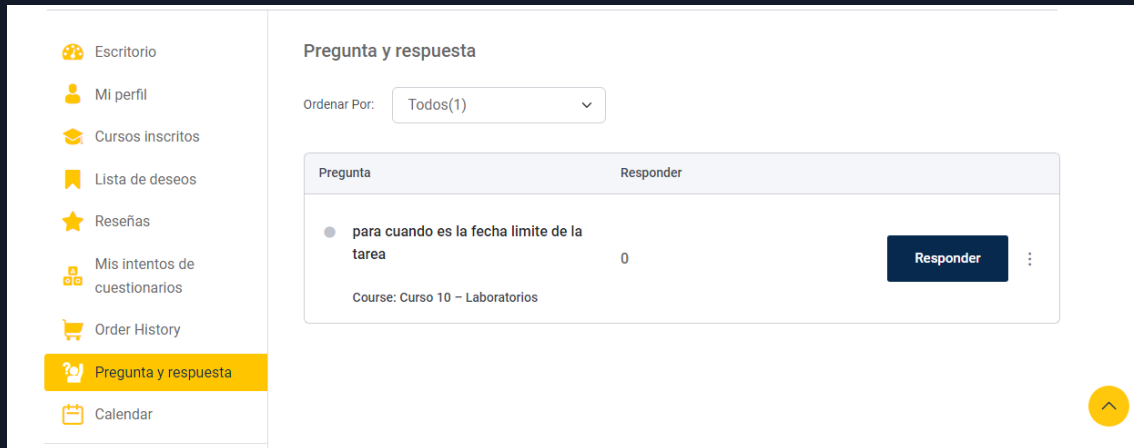 Escritorio
Mi perfil
Cursos inscritos
Lista de deseos
Reseñas
Mis intentos de
cuestionarios
Order History
Pregunta y respuesta
Calendar
Pregunta y respuesta
Ordenar Por:
Todos(1)
Pregunta
Responder
para cuando es la fecha limite de la
tarea
0
Responder
Course: Curso 10 – Laboratorios